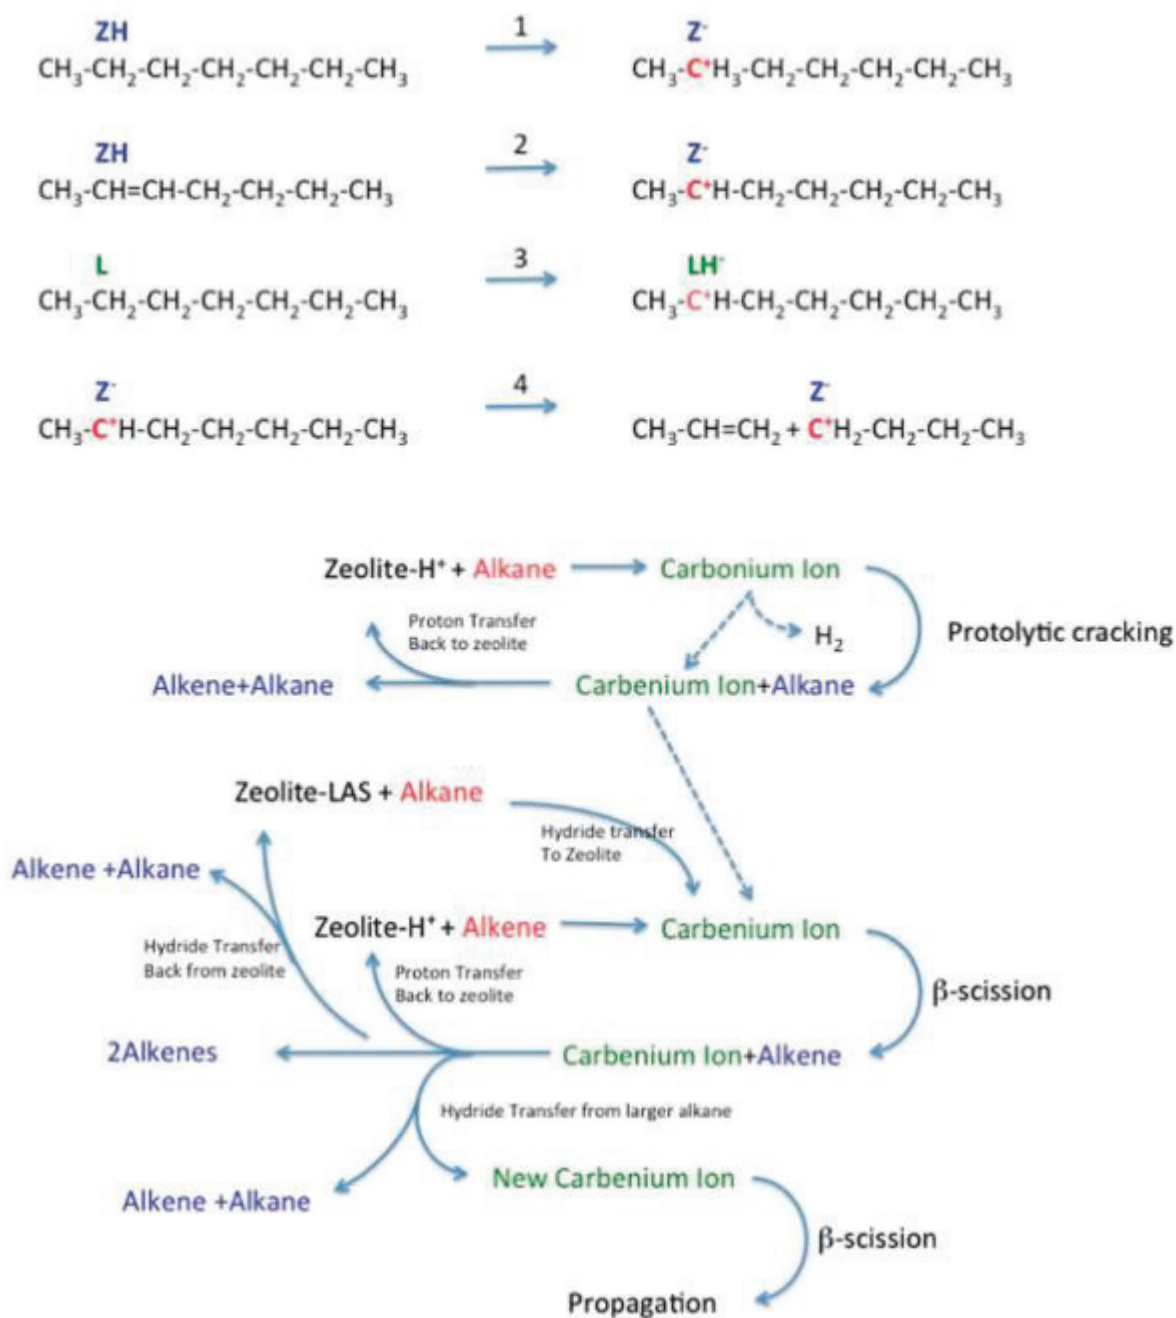 ZH 1 Z⁻
CH₃-CH₂-CH₂-CH₂-CH₂-CH₂-CH₃ CH₃-C⁺H₃-CH₂-CH₂-CH₂-CH₂-CH₃
ZH 2 Z⁻
CH₃-CH=CH-CH₂-CH₂-CH₂-CH₃ CH₃-C⁺H-CH₂-CH₂-CH₂-CH₂-CH₃
L 3 LH⁻
CH₃-CH₂-CH₂-CH₂-CH₂-CH₂-CH₃ CH₃-C⁺H-CH₂-CH₂-CH₂-CH₂-CH₃
Z⁻ 4 Z⁻
CH₃-C⁺H-CH₂-CH₂-CH₂-CH₂-CH₃ CH₃-CH=CH₂ + C⁺H₂-CH₂-CH₂-CH₃
Zeolite-H⁺ + Alkane Carbonium Ion
Proton Transfer
Back to zeolite
H₂
Protolytic cracking
Alkene+Alkane Carbenium Ion+Alkane
Zeolite-LAS + Alkane
Hydride transfer
To Zeolite
Alkene +Alkane
Zeolite-H⁺ + Alkene Carbenium Ion
Hydride Transfer
Back from zeolite
Proton Transfer
Back to zeolite
β-scission
2Alkenes Carbenium Ion+Alkene
Hydride Transfer from larger alkane
Alkene +Alkane New Carbenium Ion
β-scission
Propagation